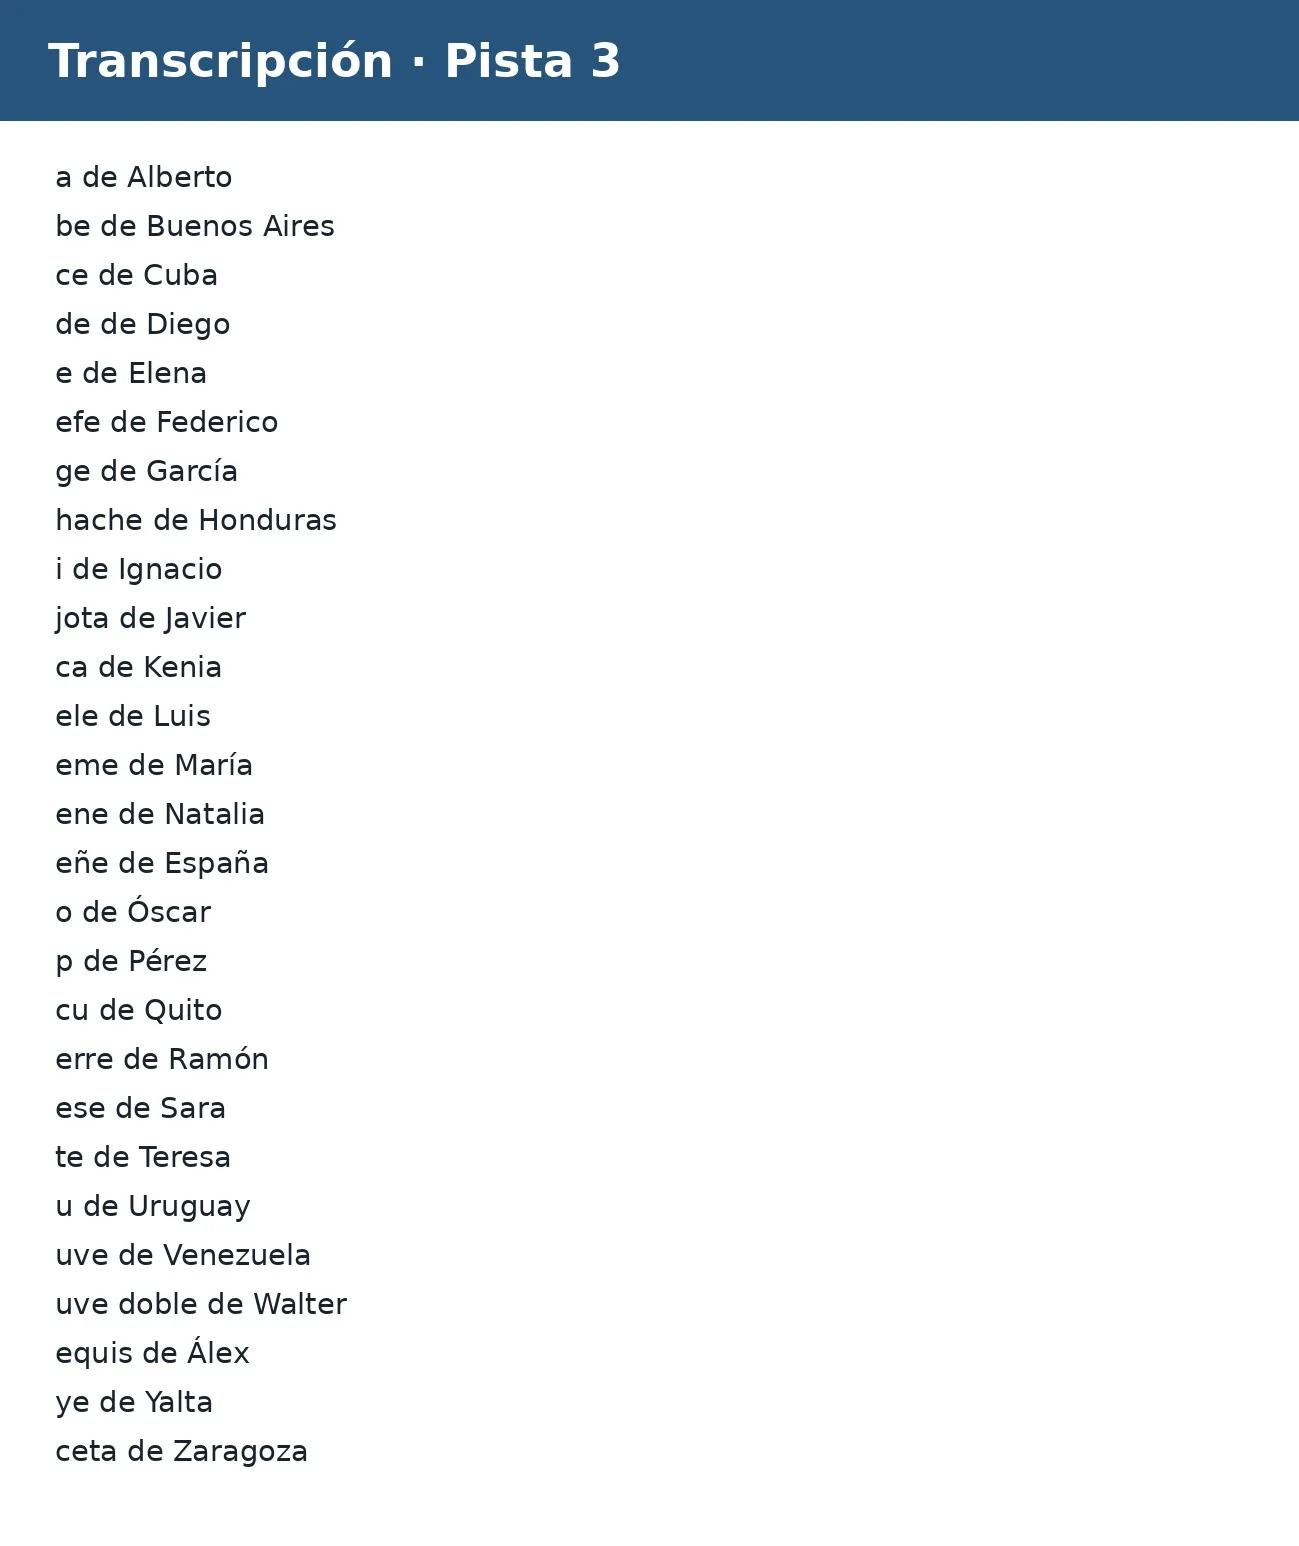 Transcripción · Pista 3
a de Alberto
be de Buenos Aires
ce de Cuba
de de Diego
e de Elena
efe de Federico
ge de García
hache de Honduras
i de Ignacio
jota de Javier
ca de Kenia
ele de Luis
eme de María
ene de Natalia
eñe de España
o de Óscar
p de Pérez
cu de Quito
erre de Ramón
ese de Sara
te de Teresa
u de Uruguay
uve de Venezuela
uve doble de Walter
equis de Álex
ye de Yalta
ceta de Zaragoza